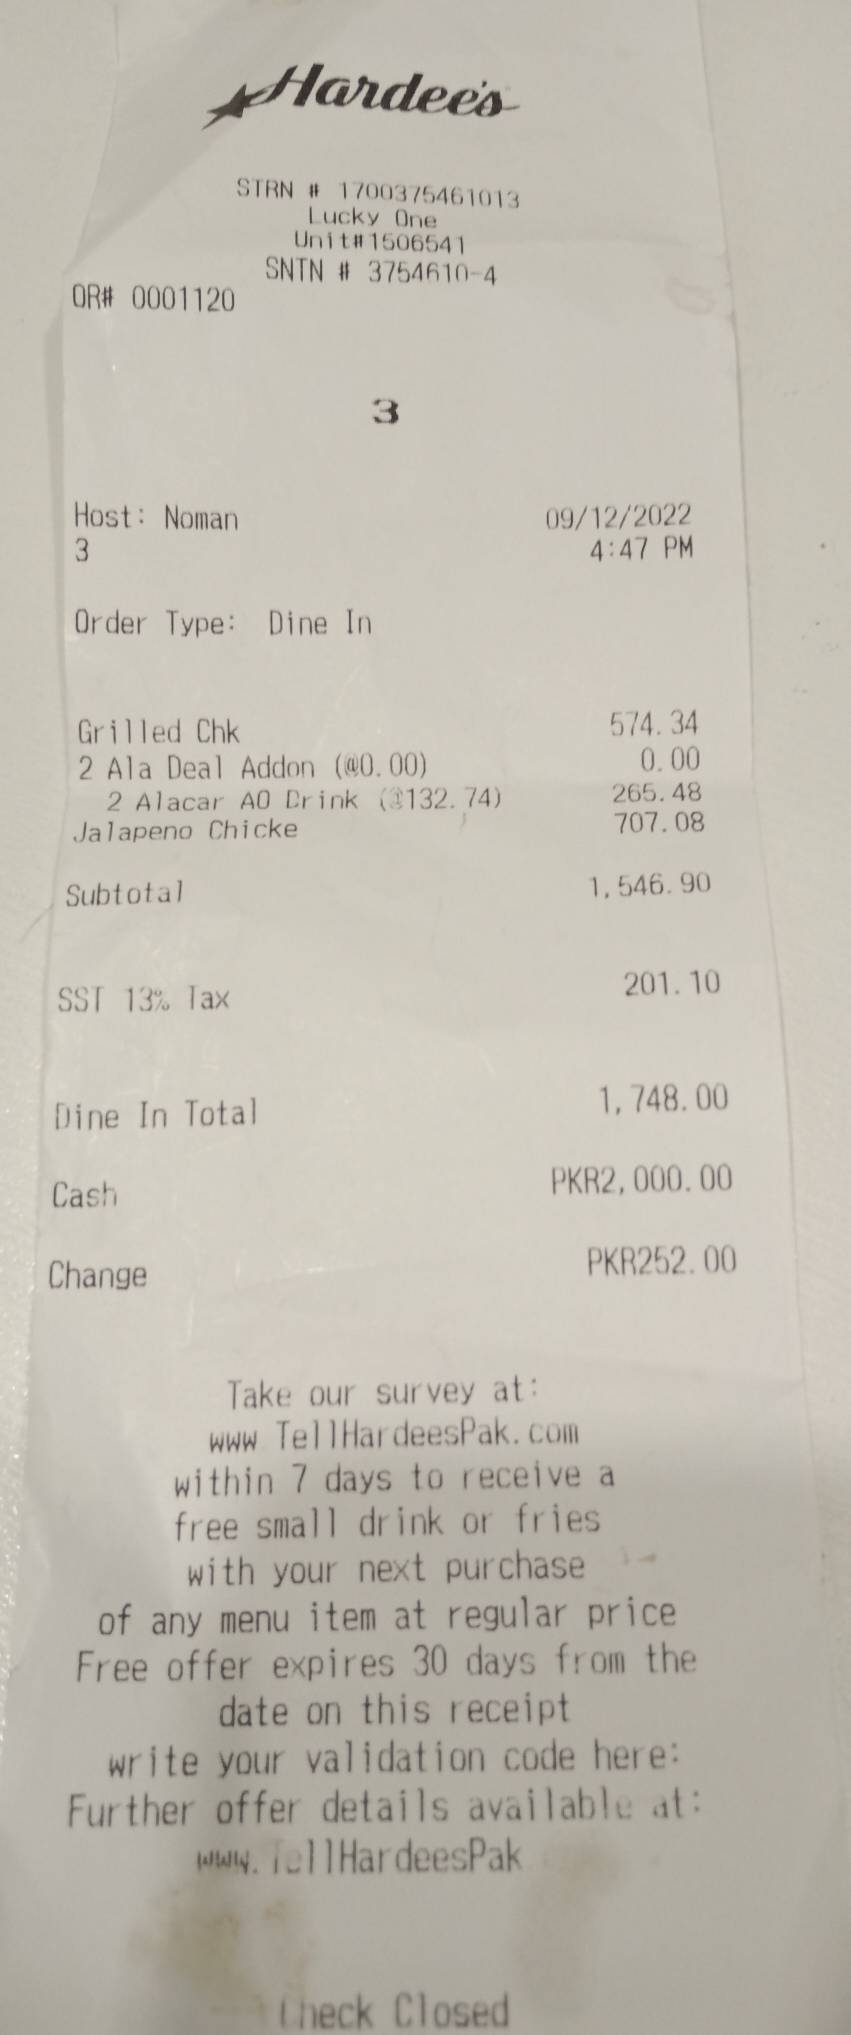 Hardee's
STRN # 1700375461013
Lucky One
Unit#1506541
SNTN # 3754610-4
OR# 0001120
3
Host: Noman 09/12/2022
3 4:47 PM
Order Type: Dine In
Grilled Chk 574.34
2 Ala Deal Addon (@0.00) 0.00
2 Alacar AO Drink (@132.74) 265.48
Jalapeno Chicke 707.08
Subtotal 1,546.90
SST 13% Tax 201.10
Dine In Total 1,748.00
Cash PKR2,000.00
Change PKR252.00
Take our survey at:
www TellHardeesPak.com
within 7 days to receive a
free small drink or fries
with your next purchase
of any menu item at regular price
Free offer expires 30 days from the
date on this receipt
write your validation code here:
Further offer details available at:
www.TellHardeesPak
Check Closed